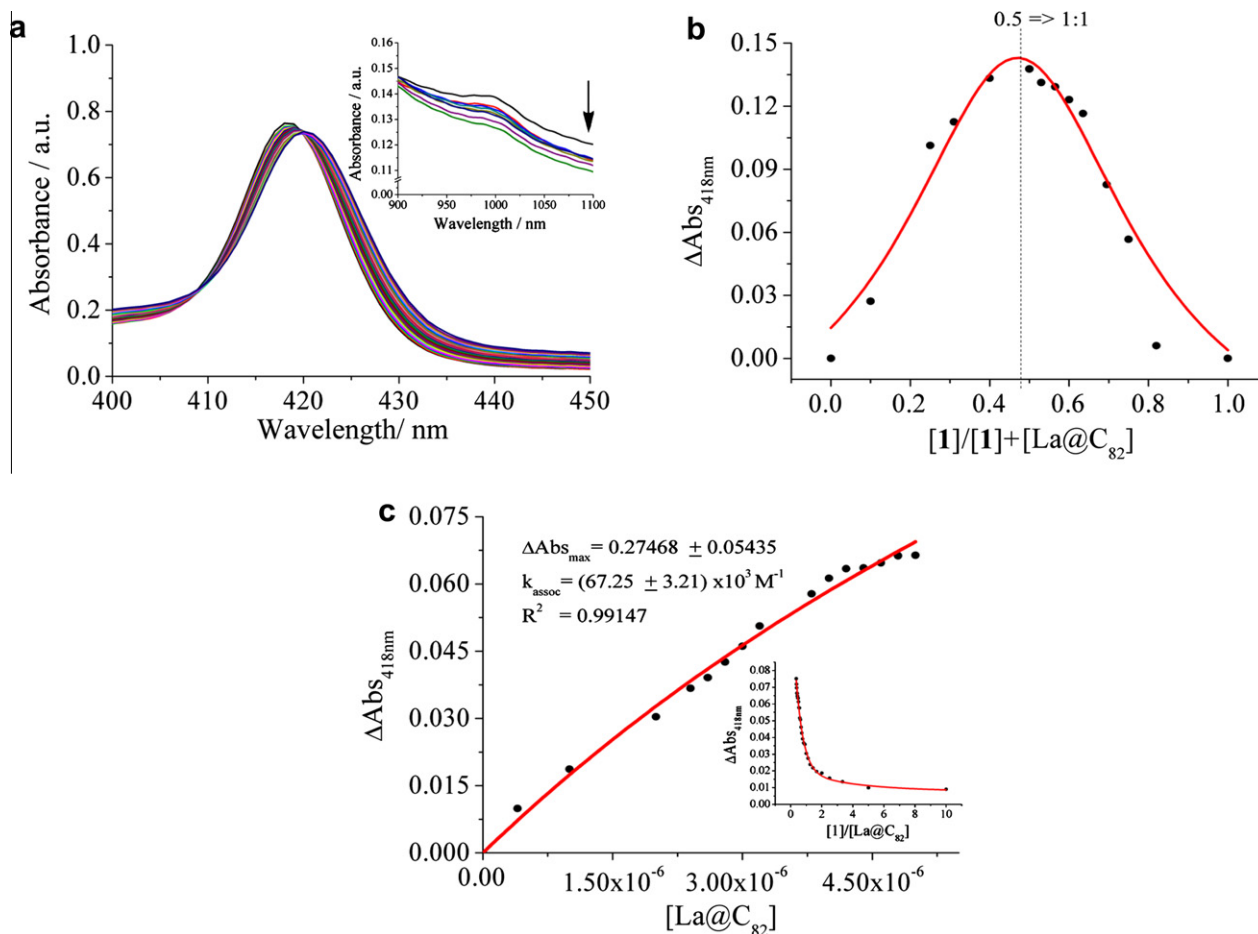 a
1.0
0.8
0.6
0.4
0.2
0.0
Absorbance / a.u.
400 410 420 430 440 450
Wavelength/ nm
0.16
0.15
0.14
0.13
0.12
0.11
0.00
Absorbance / a.u.
900 950 1000 1050 1100
Wavelength / nm
b
0.5 => 1:1
0.15
0.12
0.09
0.06
0.03
0.00
ΔAbs418nm
0.0 0.2 0.4 0.6 0.8 1.0
[1]/[1]+[La@C82]
c
0.075
0.060
0.045
0.030
0.015
0.000
ΔAbs418nm
ΔAbsmax= 0.27468 ± 0.05435
kassoc= (67.25 ± 3.21) x10³ M⁻¹
R² = 0.99147
0.00 1.50x10⁻⁶ 3.00x10⁻⁶ 4.50x10⁻⁶
[La@C82]
0.08
0.07
0.06
0.05
0.04
0.03
0.02
0.01
0.00
ΔAbs418nm
0 2 4 6 8 10
[1]/[La@C82]